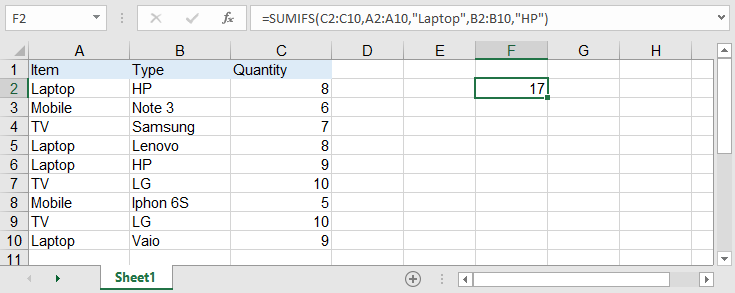 F2 fx =SUMIFS(C2:C10,A2:A10,"Laptop",B2:B10,"HP")
A B C D E F G H
1 Item Type Quantity
2 Laptop HP 8 17
3 Mobile Note 3 6
4 TV Samsung 7
5 Laptop Lenovo 8
6 Laptop HP 9
7 TV LG 10
8 Mobile Iphon 6S 5
9 TV LG 10
10 Laptop Vaio 9
11
Sheet1